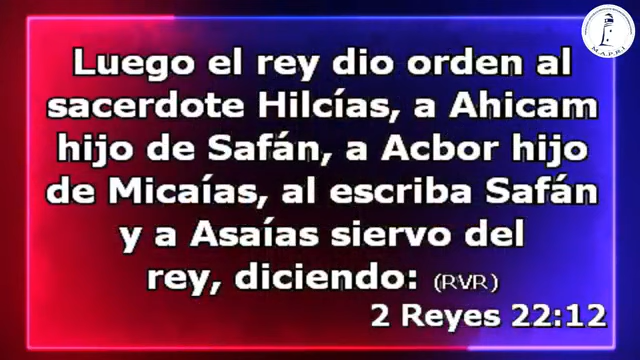 Luego el rey dio orden al
sacerdote Hilcías, a Ahicam
hijo de Safán, a Acbor hijo
de Micaías, al escriba Safán
y a Asaías siervo del
rey, diciendo: (RVR)
2 Reyes 22:12
M.A.P.R.I